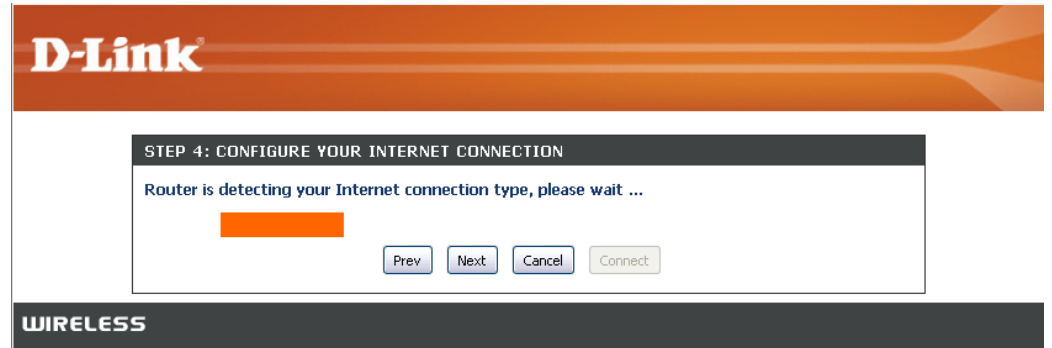 D-Link
STEP 4: CONFIGURE YOUR INTERNET CONNECTION
Router is detecting your Internet connection type, please wait ...
Prev Next Cancel Connect
WIRELESS